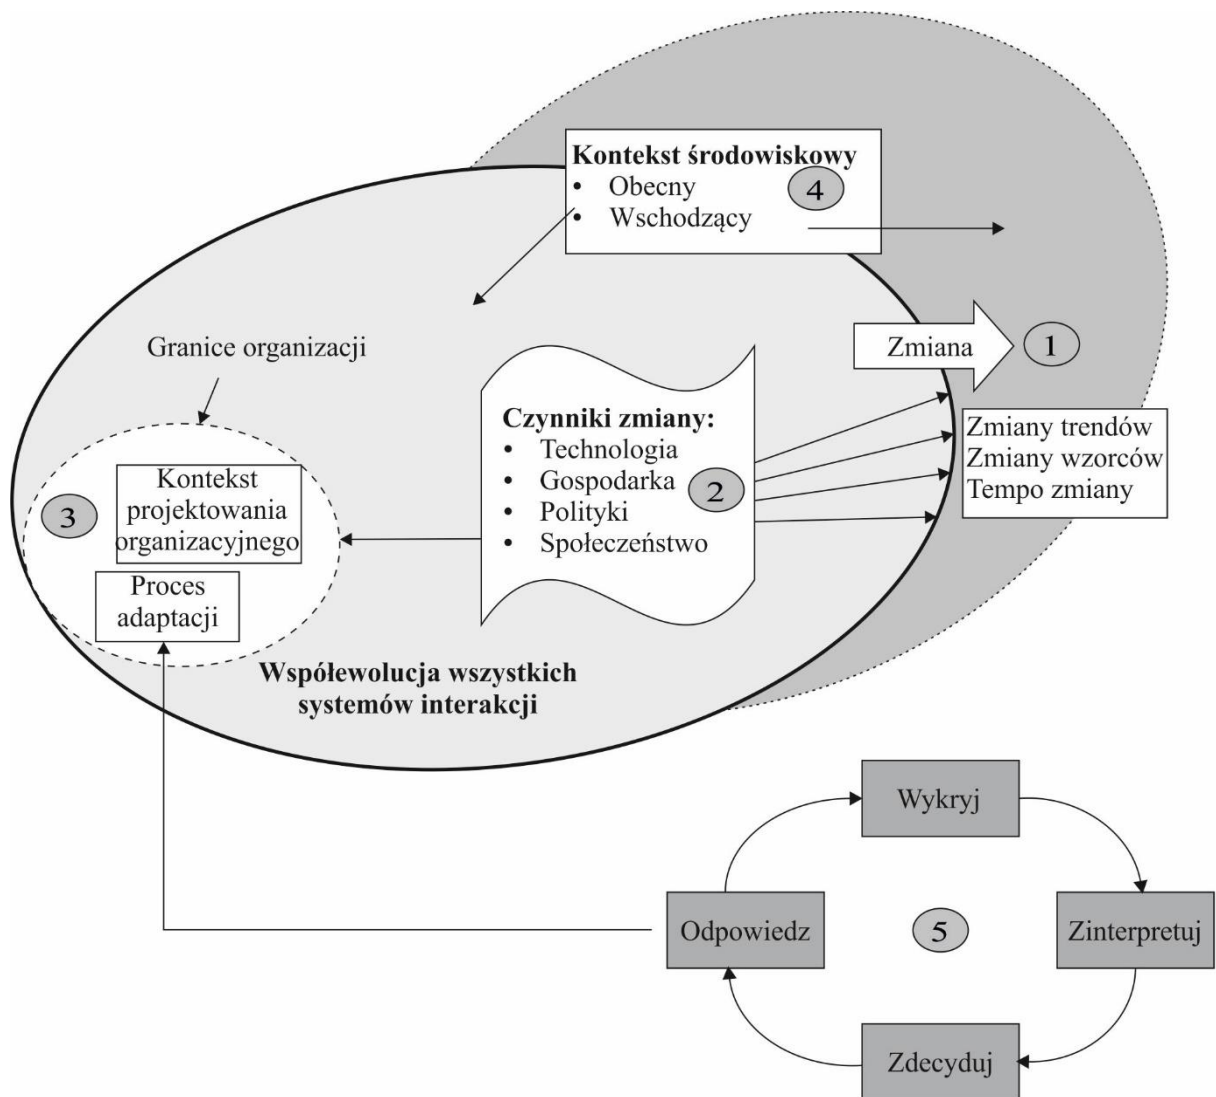 Kontekst środowiskowy
• Obecny
• Wschodzący
4
Granice organizacji
Zmiana
1
Czynniki zmiany:
• Technologia
• Gospodarka
• Polityki
• Społeczeństwo
2
Zmiany trendów
Zmiany wzorców
Tempo zmiany
3
Kontekst
projektowania
organizacyjnego
Proces
adaptacji
Współewolucja wszystkich
systemów interakcji
Wykryj
Odpowiedz
5
Zinterpretuj
Zdecyduj